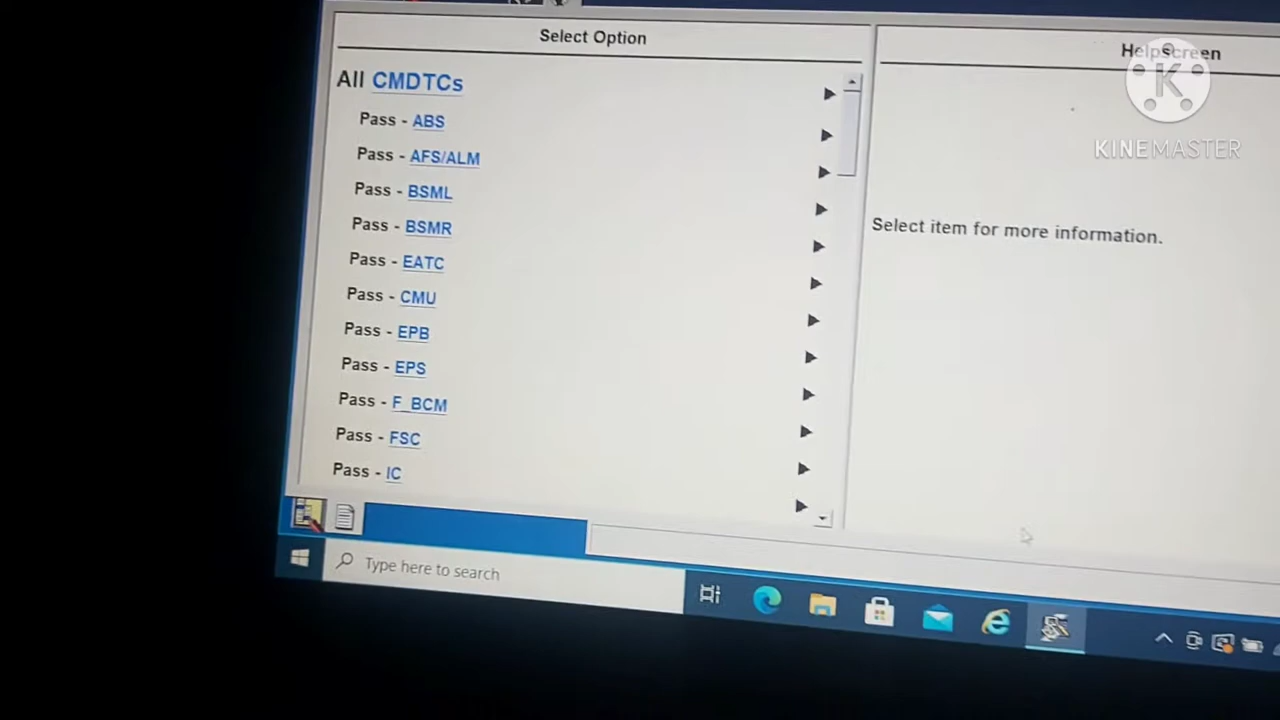 Select Option
All CMDTCs
Pass - ABS
Pass - AFS/ALM
Pass - BSML
Pass - BSMR
Pass - EATC
Pass - CMU
Pass - EPB
Pass - EPS
Pass - F_BCM
Pass - FSC
Pass - IC
Helpscreen
Select item for more information.
K
KINEMASTER
Type here to search